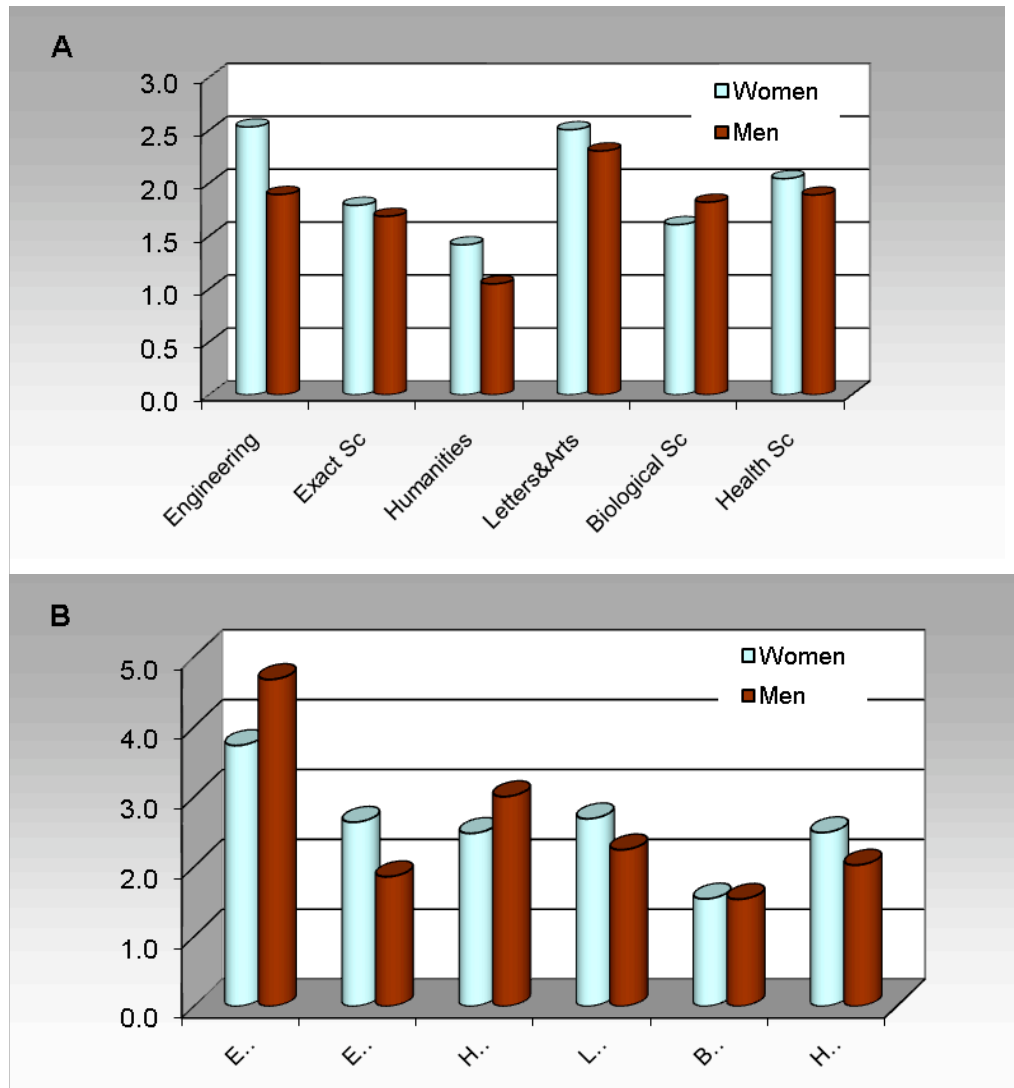 A
3.0
2.5
2.0
1.5
1.0
0.5
0.0
Women
Men
Engineering
Exact Sc
Humanities
Letters&Arts
Biological Sc
Health Sc
B
5.0
4.0
3.0
2.0
1.0
0.0
Women
Men
E..
E..
H..
L..
B..
H..